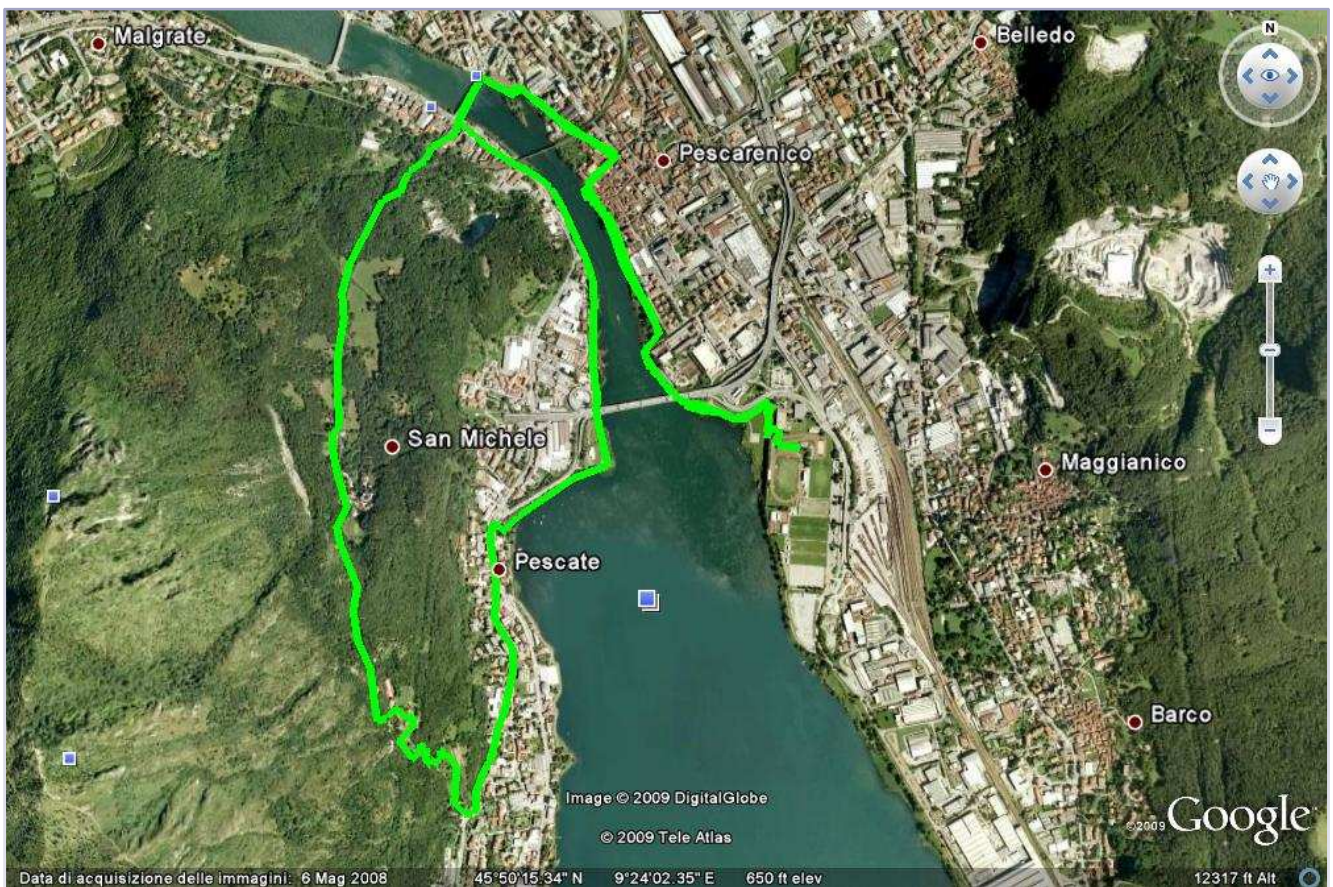 Malgrate
Belledo
N
Pescarenico
San Michele
Maggianico
Pescate
Barco
Image © 2009 DigitalGlobe
© 2009 Tele Atlas
©2009 Google
Data di acquisizione delle immagini: 6 Mag 2008 45°50'15.34" N 9°24'02.35" E 650 ft elev 12317 ft Alt